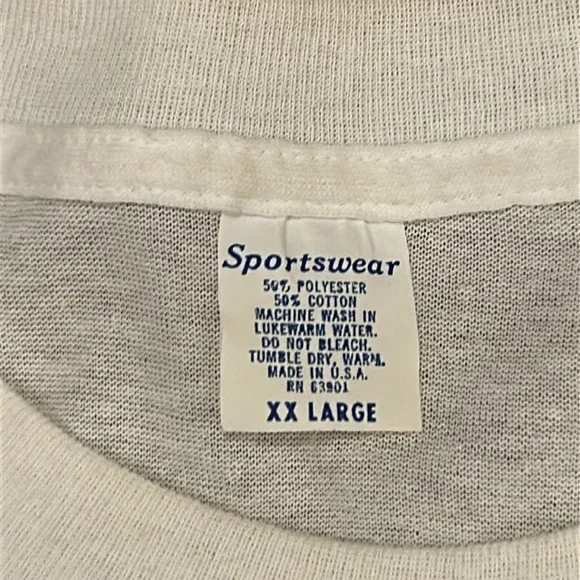 Sportswear
50% POLYESTER
50% COTTON
MACHINE WASH IN
LUKEWARM WATER.
DO NOT BLEACH.
TUMBLE DRY, WARM.
MADE IN U.S.A.
RN 63901
XX LARGE